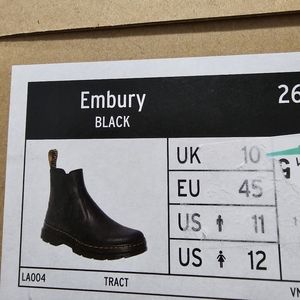 Embury 26
BLACK
UK 10
EU 45
US 11
US 12
LA004 TRACT